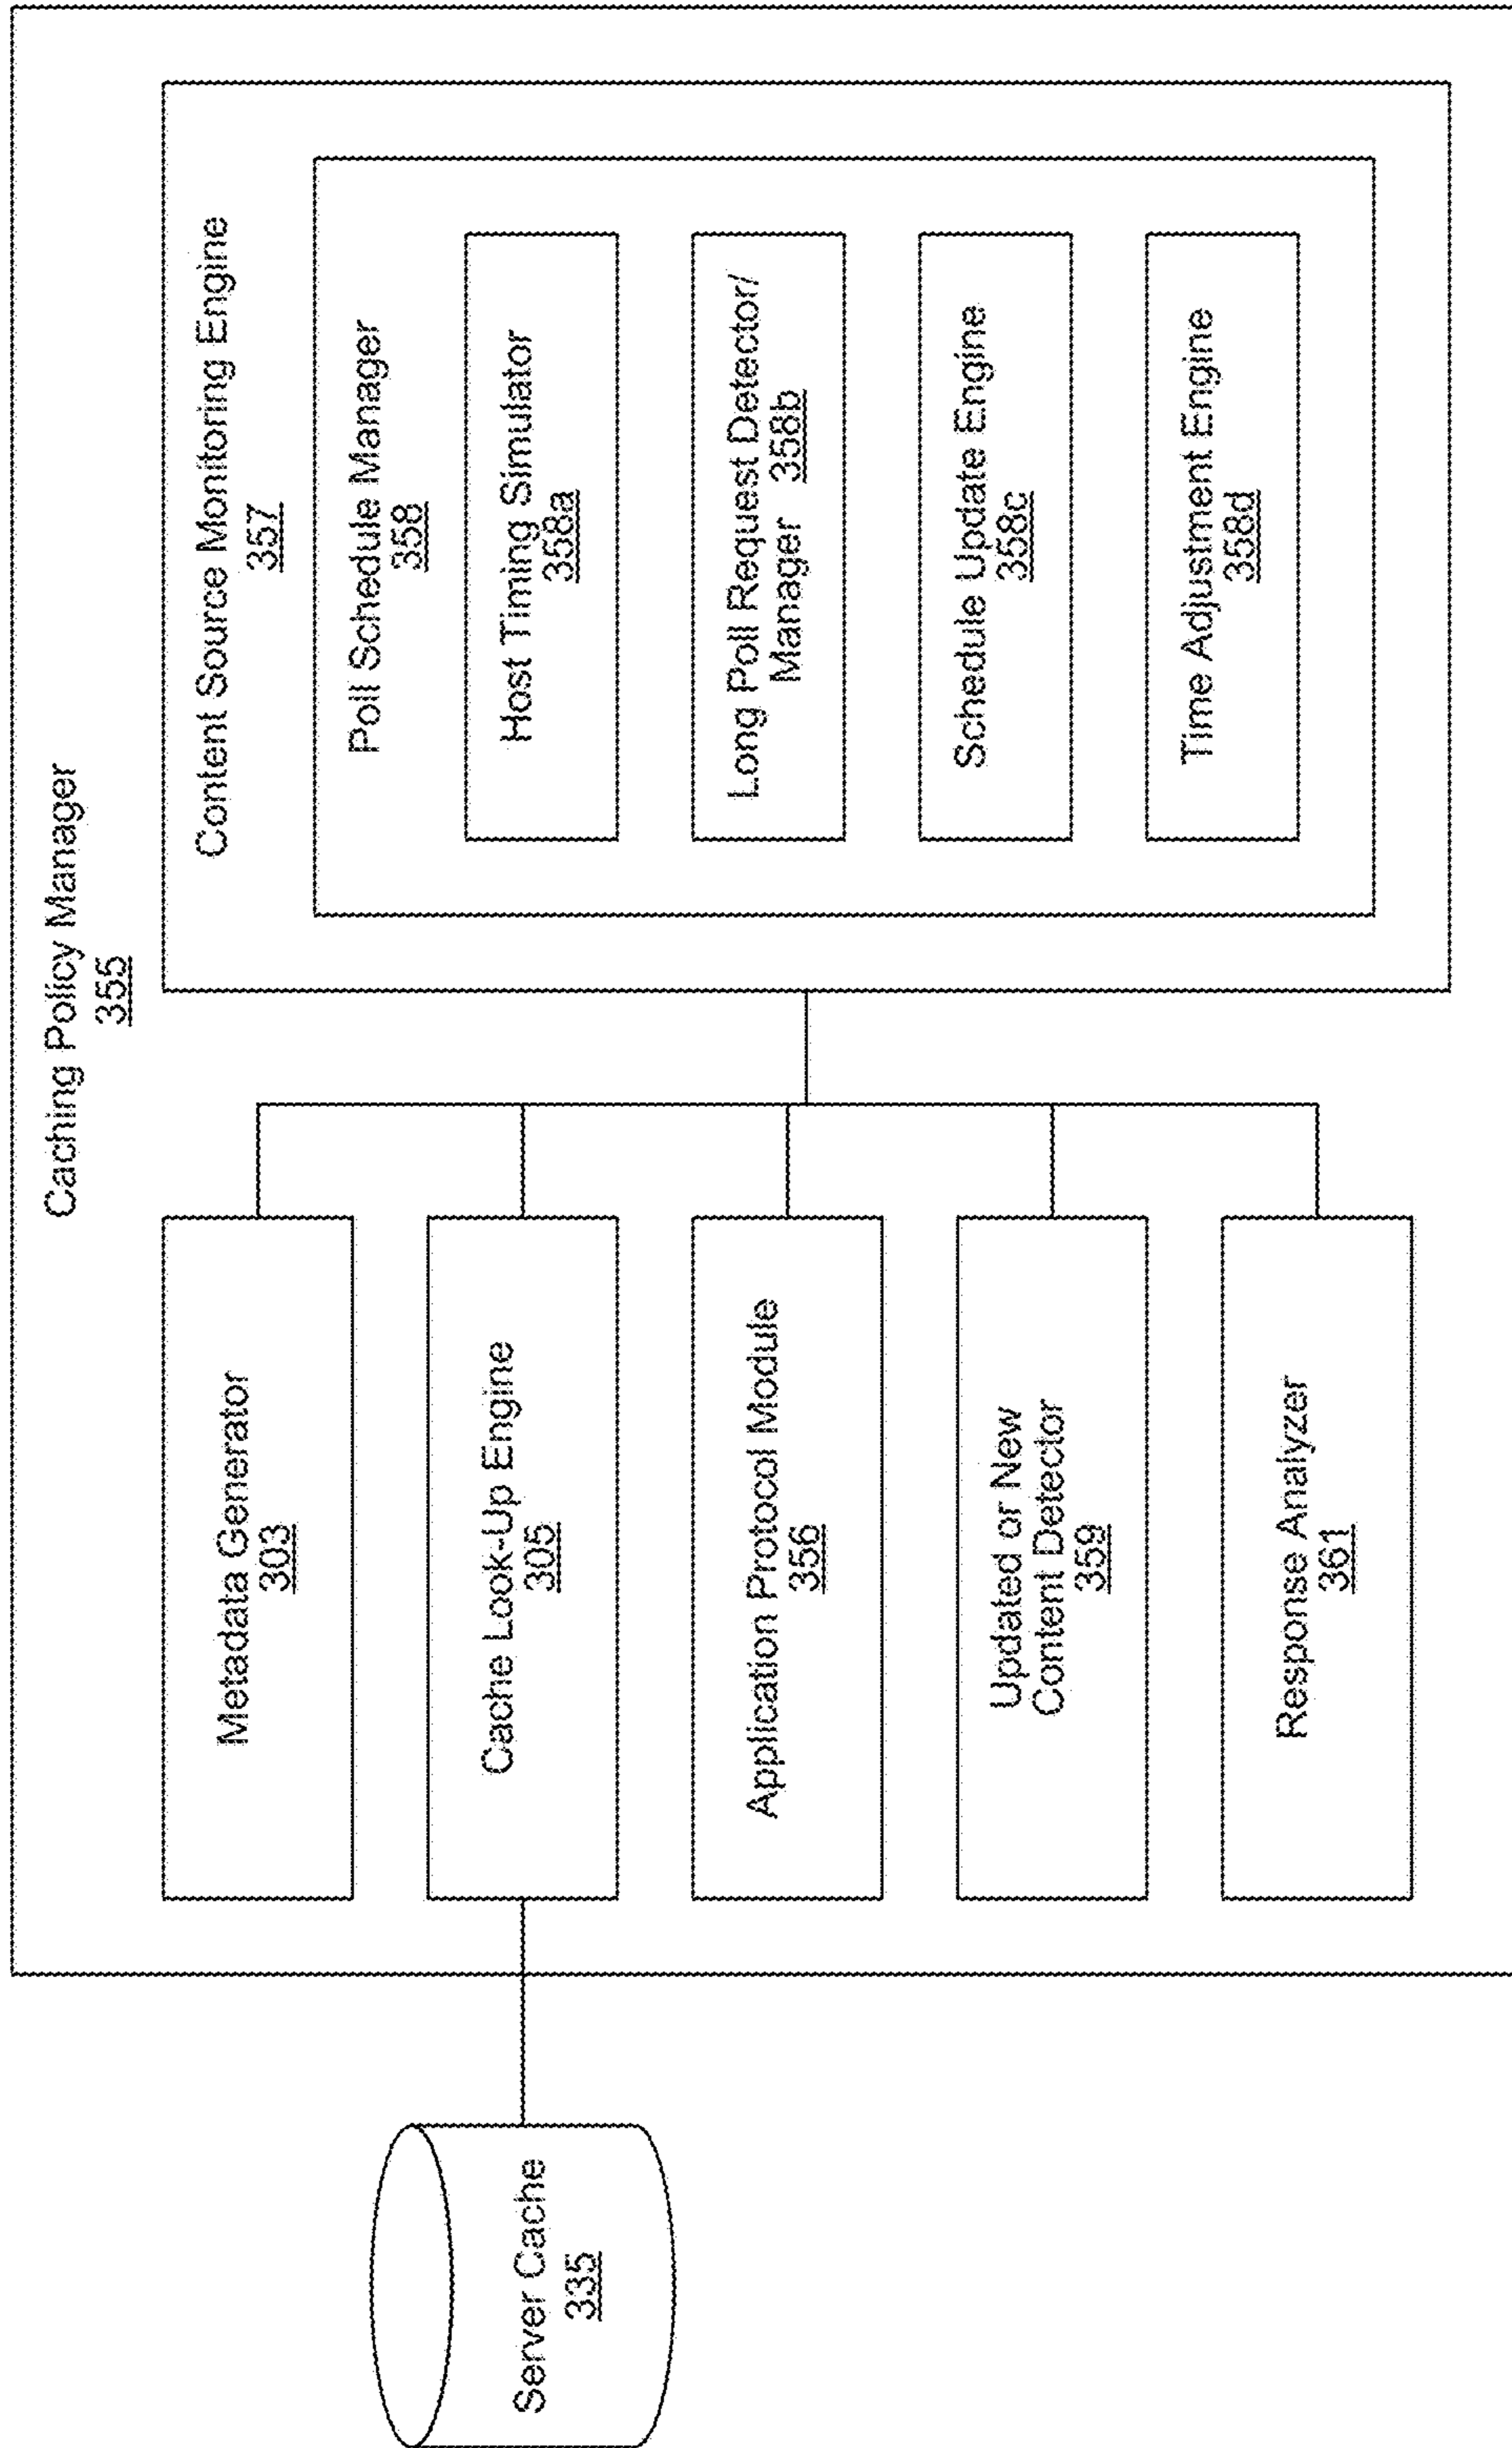 Caching Policy Manager
355
Server Cache
335
Metadata Generator
303
Cache Look-Up Engine
305
Application Protocol Module
356
Updated or New
Content Detector
359
Response Analyzer
361
Content Source Monitoring Engine
357
Poll Schedule Manager
358
Host Timing Simulator
358a
Long Poll Request Detector/
Manager 358b
Schedule Update Engine
358c
Time Adjustment Engine
358d